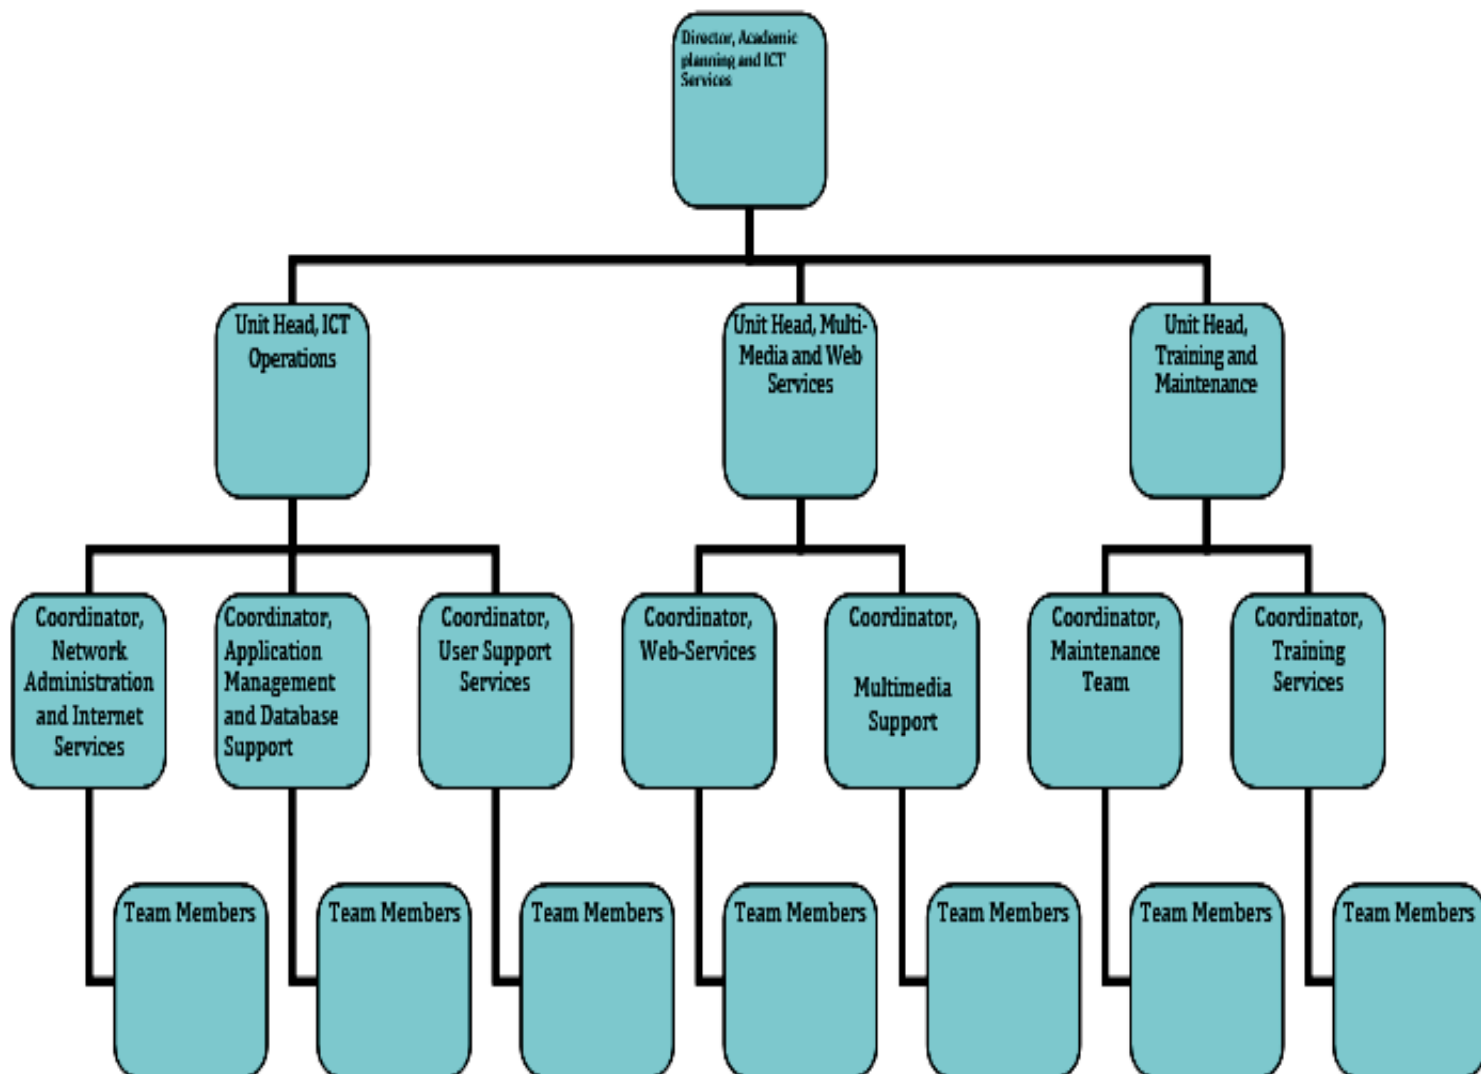 Director, Academic
planning and ICT
Services
Unit Head, ICT
Operations
Unit Head, Multi-
Media and Web
Services
Unit Head,
Training and
Maintenance
Coordinator,
Network
Administration
and Internet
Services
Coordinator,
Application
Management
and Database
Support
Coordinator,
User Support
Services
Coordinator,
Web-Services
Coordinator,
Multimedia
Support
Coordinator,
Maintenance
Team
Coordinator,
Training
Services
Team Members
Team Members
Team Members
Team Members
Team Members
Team Members
Team Members